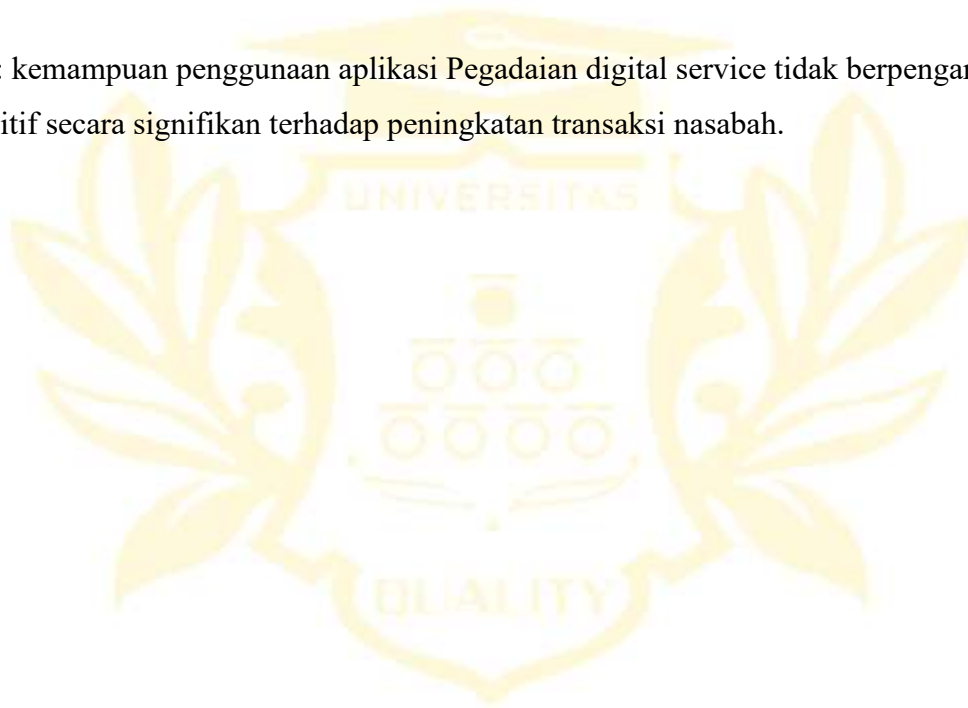 : kemampuan penggunaan aplikasi Pegadaian digital service tidak berpengar
itif secara signifikan terhadap peningkatan transaksi nasabah.
UNIVERSITAS
QUALITY